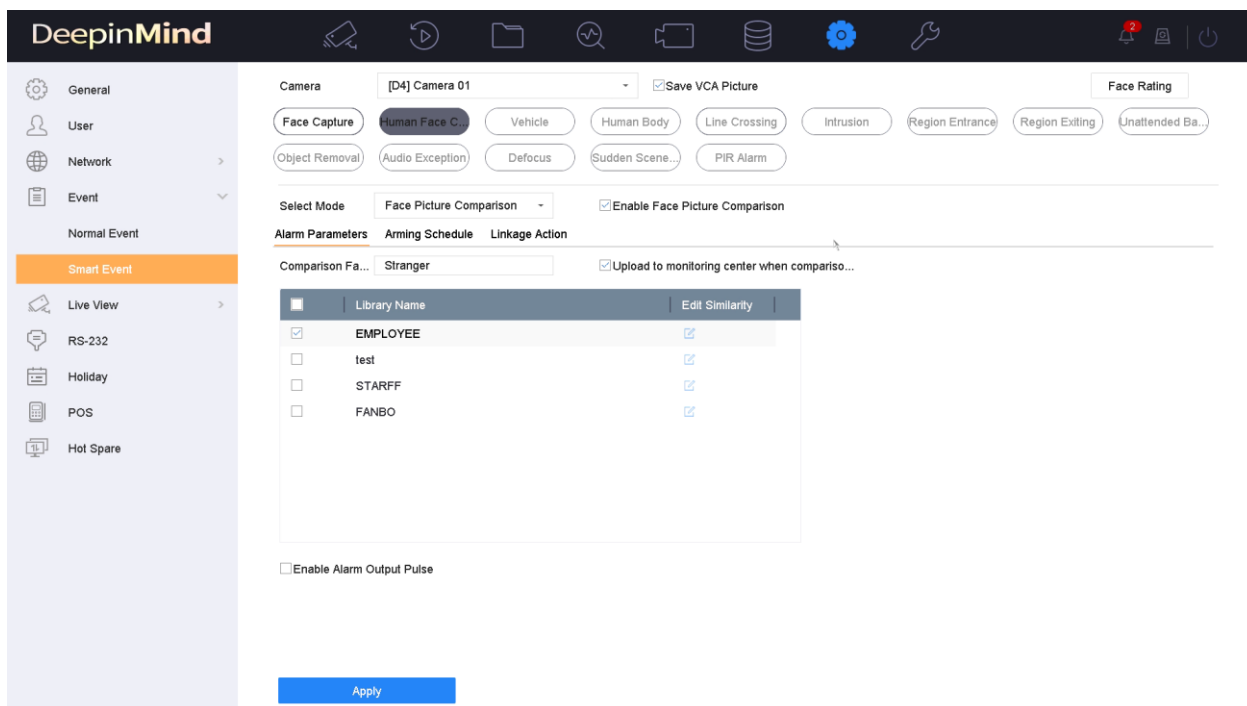 DeepinMind 2
General
User
Network
Event
Normal Event
Smart Event
Live View
RS-232
Holiday
POS
Hot Spare
Camera [D4] Camera 01 Save VCA Picture Face Rating
Face Capture Human Face C... Vehicle Human Body Line Crossing Intrusion Region Entrance Region Exiting Unattended Ba...
Object Removal Audio Exception Defocus Sudden Scene... PIR Alarm
Select Mode Face Picture Comparison Enable Face Picture Comparison
Alarm Parameters Arming Schedule Linkage Action
Comparison Fa... Stranger Upload to monitoring center when compariso...
Library Name Edit Similarity
EMPLOYEE
test
STARFF
FANBO
Enable Alarm Output Pulse
Apply